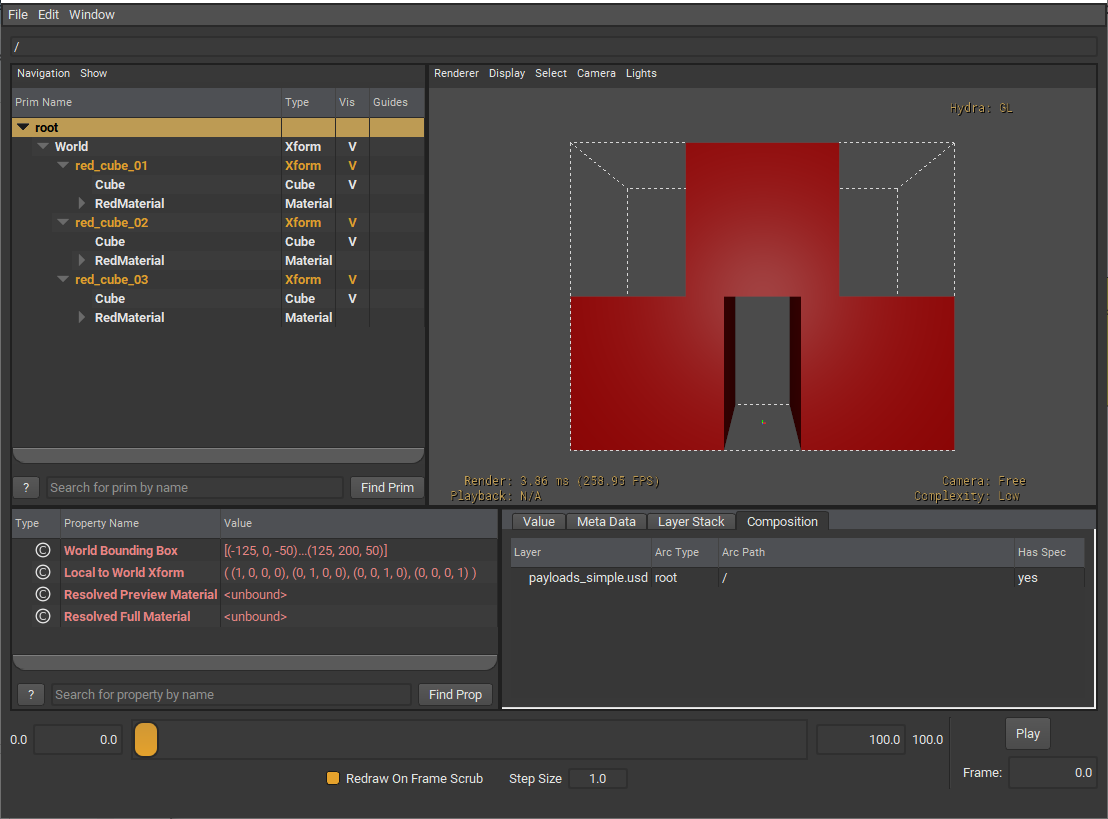 File Edit Window
/
Navigation Show
Prim Name Type Vis Guides
root
World Xform V
red_cube_01 Xform V
Cube Cube V
RedMaterial Material
red_cube_02 Xform V
Cube Cube V
RedMaterial Material
red_cube_03 Xform V
Cube Cube V
RedMaterial Material
? Search for prim by name Find Prim
Renderer Display Select Camera Lights
Hydra: GL
Render: 3.86 ms (258.95 FPS) Camera: Free
Playback: N/A Complexity: Low
Type Property Name Value
© World Bounding Box [(-125, 0, -50)...(125, 200, 50)]
© Local to World Xform ( (1, 0, 0, 0), (0, 1, 0, 0), (0, 0, 1, 0), (0, 0, 0, 1) )
© Resolved Preview Material <unbound>
© Resolved Full Material <unbound>
? Search for property by name Find Prop
Value Meta Data Layer Stack Composition
Layer Arc Type Arc Path Has Spec
payloads_simple.usd root / yes
0.0 0.0 100.0 100.0 Play
Redraw On Frame Scrub Step Size 1.0 Frame: 0.0